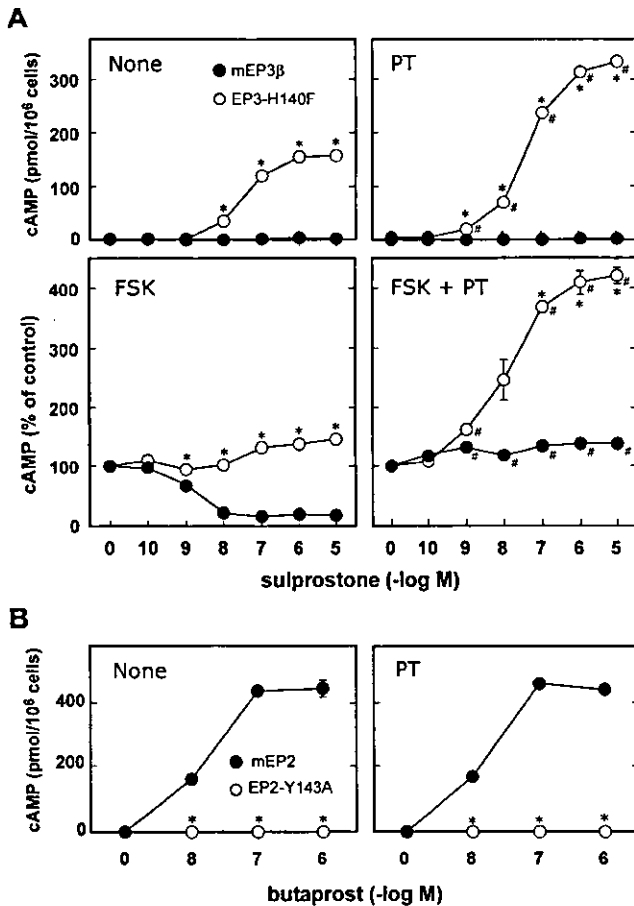 A
None
mEP3β
EP3-H140F
PT
cAMP (pmol/10⁶ cells)
300
200
100
0
* * * *
* # * # * # * # * #
FSK
FSK + PT
cAMP (% of control)
400
300
200
100
0
* * * * *
# # * # * # * #
# # # # #
0 10 9 8 7 6 5
0 10 9 8 7 6 5
sulprostone (-log M)
B
None
mEP2
EP2-Y143A
PT
cAMP (pmol/10⁶ cells)
400
200
0
* * *
* * *
0 8 7 6
0 8 7 6
butaprost (-log M)